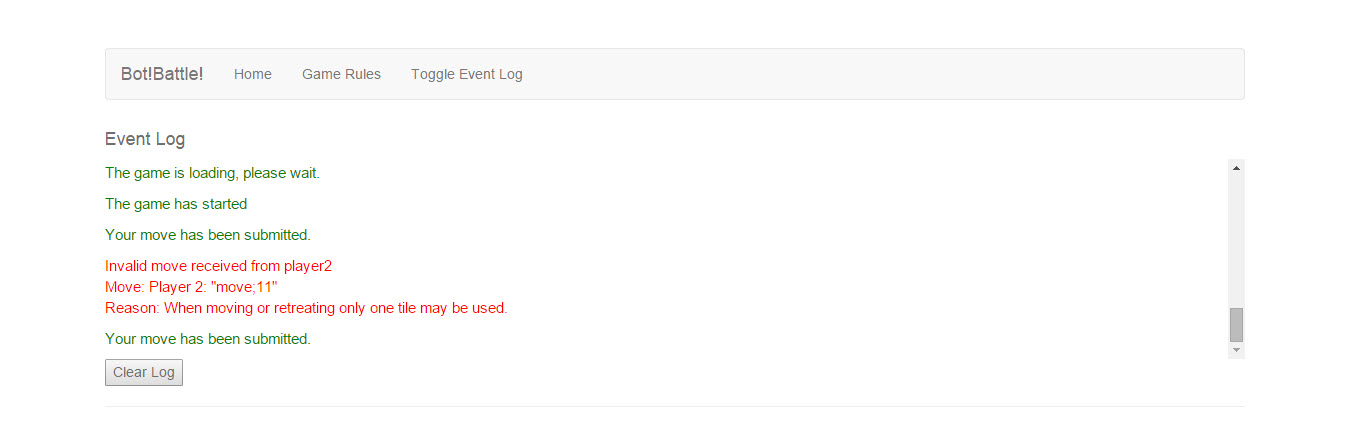 Bot!Battle! Home Game Rules Toggle Event Log
Event Log
The game is loading, please wait.
The game has started
Your move has been submitted.
Invalid move received from player2
Move: Player 2: "move;11"
Reason: When moving or retreating only one tile may be used.
Your move has been submitted.
Clear Log